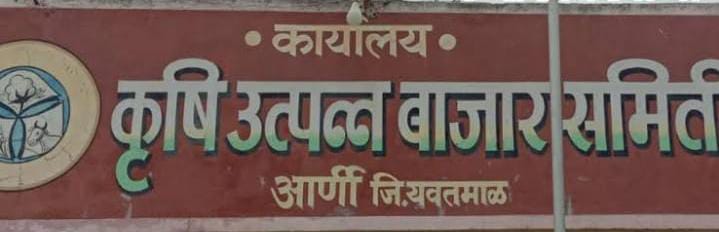 • कार्यालय •
कृषि उत्पन्न बाजार समिती
आर्णी जि.यवतमाळ